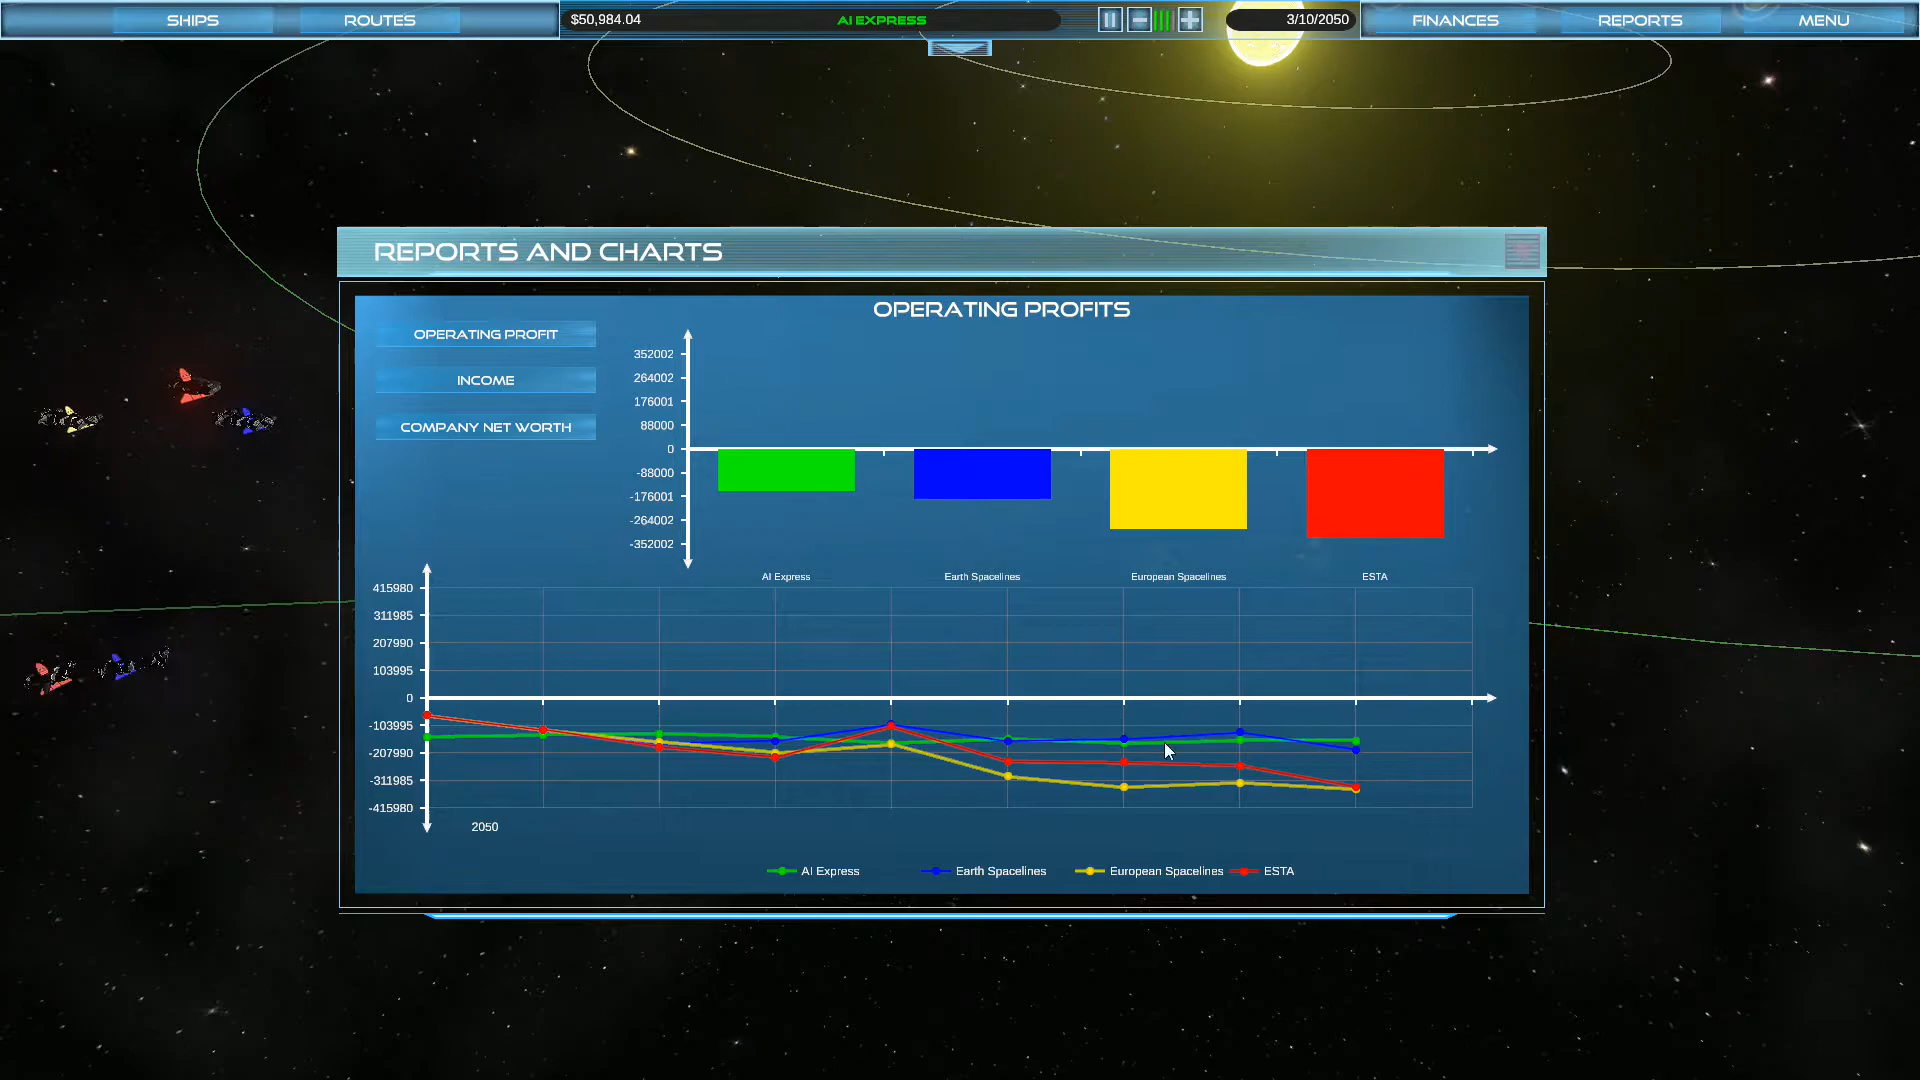 SHIPS
ROUTES
$50,984.04
AI EXPRESS
3/10/2050
FINANCES
REPORTS
MENU
REPORTS AND CHARTS
OPERATING PROFIT
INCOME
COMPANY NET WORTH
OPERATING PROFITS
352002
264002
176001
88000
0
-88000
-176001
-264002
-352002
AI Express
Earth Spacelines
European Spacelines
ESTA
415980
311985
207990
103995
0
-103995
-207990
-311985
-415980
2050
AI Express
Earth Spacelines
European Spacelines
ESTA